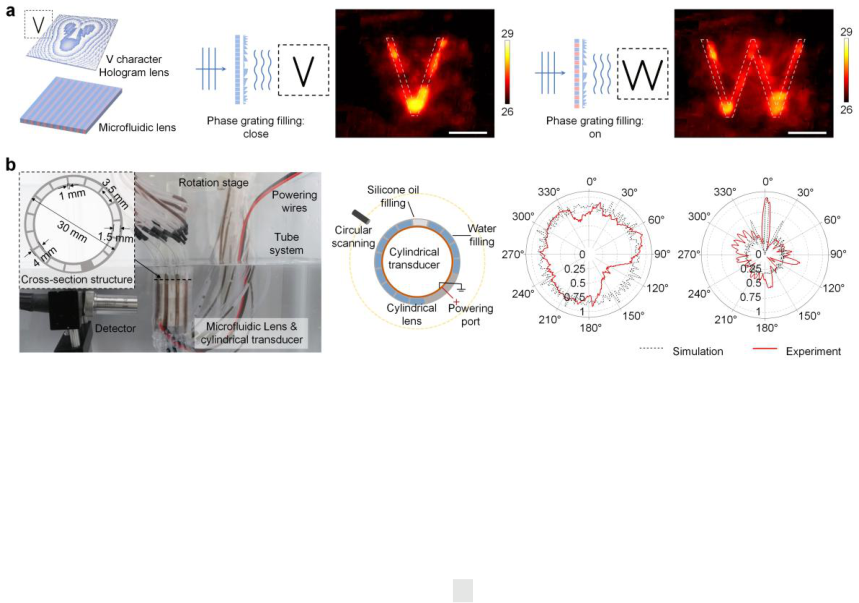 a
V
V character
Hologram lens
Microfluidic lens
V
Phase grating filling:
close
29
26
W
Phase grating filling:
on
29
26
b
1 mm
3.5 mm
30 mm
1.5 mm
4 mm
Cross-section structure
Detector
Rotation stage
Powering
wires
Tube
system
Microfluidic Lens &
cylindrical transducer
Silicone oil
filling
Circular
scanning
Water
filling
Cylindrical
transducer
Cylindrical
lens
Powering
port
0°
30°
60°
90°
120°
150°
180°
210°
240°
270°
300°
330°
0
0.25
0.5
0.75
1
0°
30°
60°
90°
120°
150°
180°
210°
240°
270°
300°
330°
0
0.25
0.5
0.75
1
Simulation
Experiment